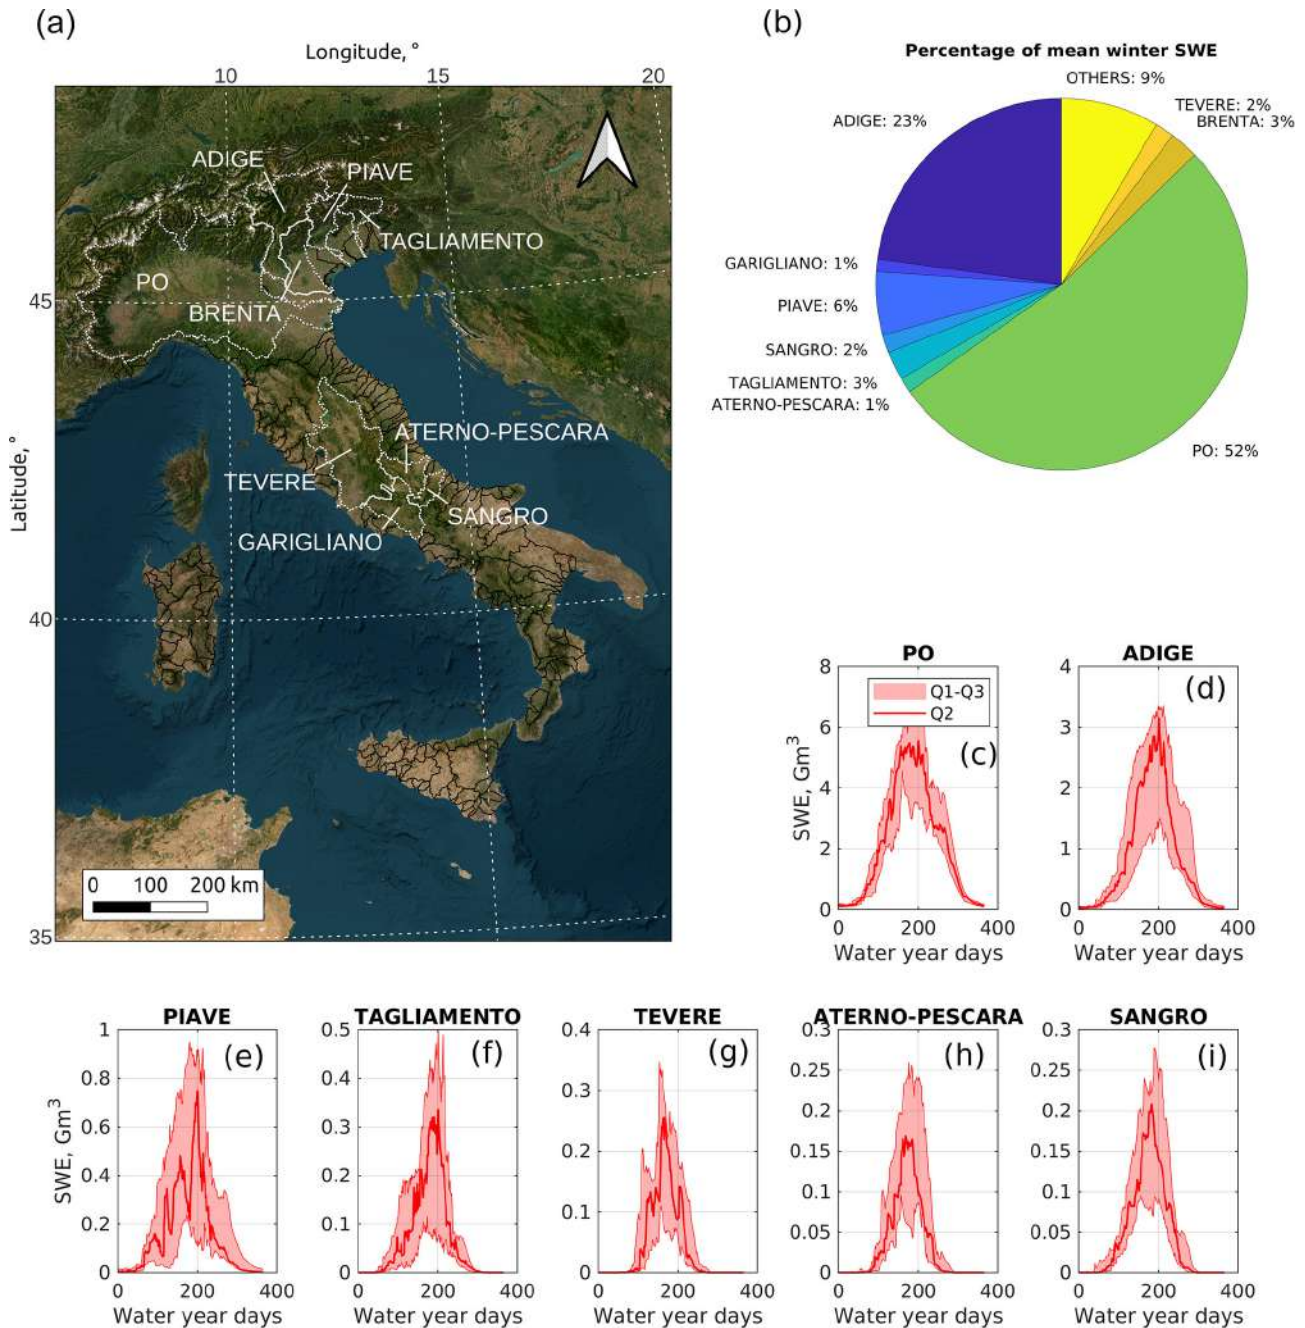 (a)
Longitude, °
10
15
20
ADIGE
PIAVE
TAGLIAMENTO
PO
45
BRENTA
Latitude, °
ATERNO-PESCARA
TEVERE
SANGRO
GARIGLIANO
40
0
100
200 km
35
(b)
Percentage of mean winter SWE
OTHERS: 9%
TEVERE: 2%
BRENTA: 3%
ADIGE: 23%
GARIGLIANO: 1%
PIAVE: 6%
SANGRO: 2%
TAGLIAMENTO: 3%
ATERNO-PESCARA: 1%
PO: 52%
PO
8
6
4
2
0
SWE, Gm³
Q1-Q3
Q2
(c)
0
200
400
Water year days
ADIGE
4
3
2
1
0
(d)
0
200
400
Water year days
PIAVE
1
0.8
0.6
0.4
0.2
0
SWE, Gm³
(e)
0
200
400
Water year days
TAGLIAMENTO
0.5
0.4
0.3
0.2
0.1
0
(f)
0
200
400
Water year days
TEVERE
0.4
0.3
0.2
0.1
0
(g)
0
200
400
Water year days
ATERNO-PESCARA
0.3
0.25
0.2
0.15
0.1
0.05
0
(h)
0
200
400
Water year days
SANGRO
0.3
0.25
0.2
0.15
0.1
0.05
0
(i)
0
200
400
Water year days